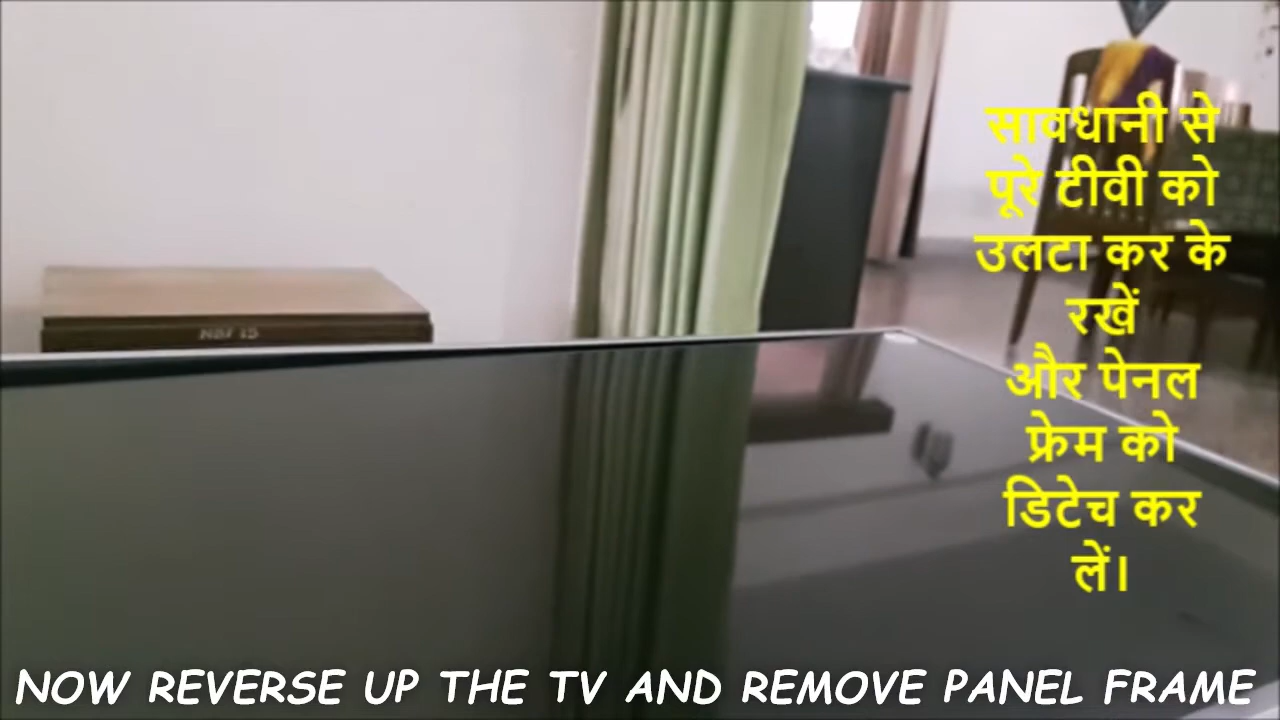 सावधानी से
पूरे टीवी को
उलटा कर के
रखें
और पेनल
फ्रेम को
डिटेच कर
लें।
NOW REVERSE UP THE TV AND REMOVE PANEL FRAME